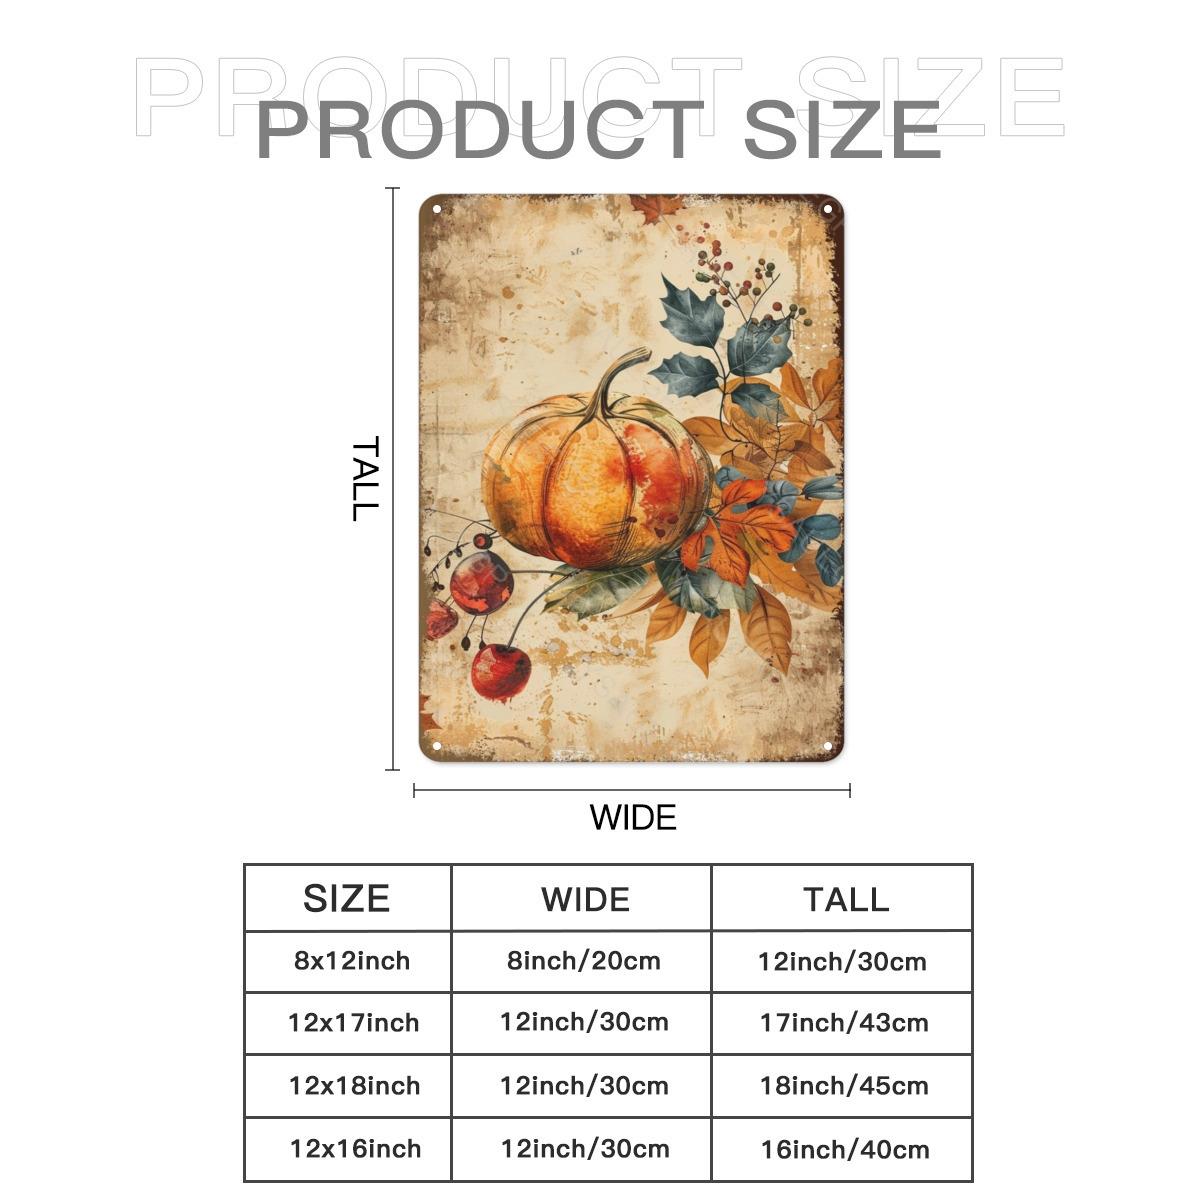 PRODUCT SIZE
PRODUCT SIZE
TALL
WIDE
SIZE WIDE TALL
8x12inch 8inch/20cm 12inch/30cm
12x17inch 12inch/30cm 17inch/43cm
12x18inch 12inch/30cm 18inch/45cm
12x16inch 12inch/30cm 16inch/40cm